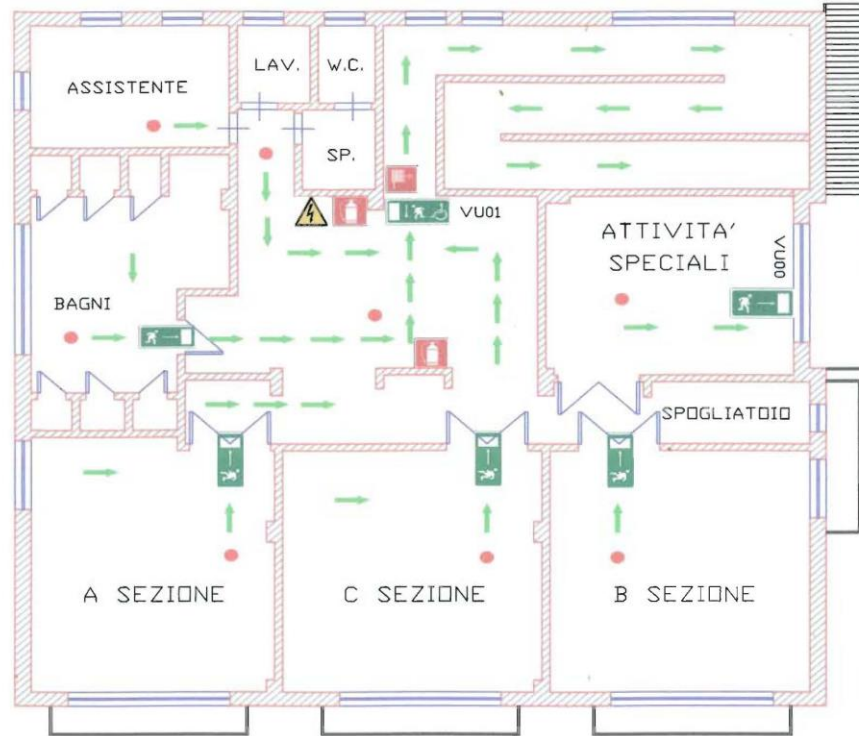 ASSISTENTE
LAV.
W.C.
SP.
VU01
ATTIVITA'
SPECIALI
VU00
BAGNI
SPOGLIATOIO
A SEZIONE
C SEZIONE
B SEZIONE